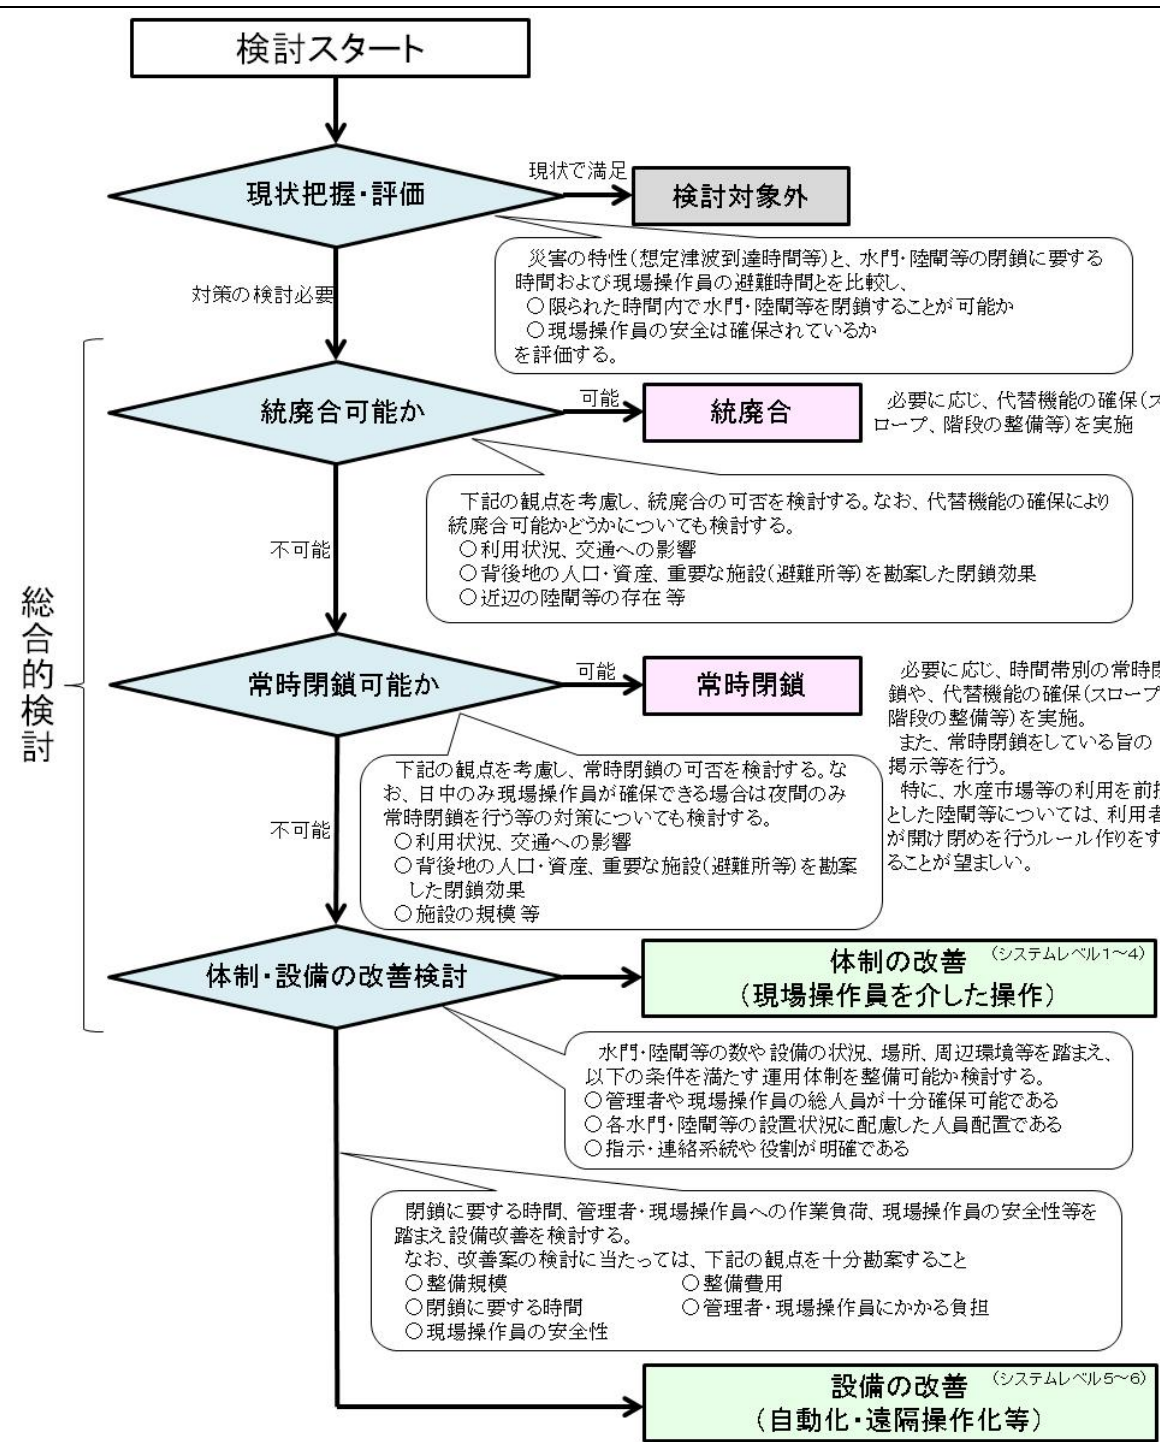 検討スタート
現状把握・評価
現状で満足
検討対象外
災害の特性(想定津波到達時間等)と、水門・陸閘等の閉鎖に要する
時間および現場操作員の避難時間とを比較し、
○限られた時間内で水門・陸閘等を閉鎖することが可能か
○現場操作員の安全は確保されているか
を評価する。
対策の検討必要
総合的検討
統廃合可能か
可能
統廃合
必要に応じ、代替機能の確保(ス
ロープ、階段の整備等)を実施
下記の観点を考慮し、統廃合の可否を検討する。なお、代替機能の確保により
統廃合可能かどうかについても検討する。
○利用状況、交通への影響
○背後地の人口・資産、重要な施設(避難所等)を勘案した閉鎖効果
○近辺の陸閘等の存在 等
不可能
常時閉鎖可能か
可能
常時閉鎖
必要に応じ、時間帯別の常時閉
鎖や、代替機能の確保(スロープ
階段の整備等)を実施。
また、常時閉鎖をしている旨の
掲示等を行う。
特に、水産市場等の利用を前提
とした陸閘等については、利用者
が開け閉めを行うルール作りをす
ることが望ましい。
下記の観点を考慮し、常時閉鎖の可否を検討する。な
お、日中のみ現場操作員が確保できる場合は夜間のみ
常時閉鎖を行う等の対策についても検討する。
○利用状況、交通への影響
○背後地の人口・資産、重要な施設(避難所等)を勘案
した閉鎖効果
○施設の規模 等
不可能
体制・設備の改善検討
体制の改善 (システムレベル1～4)
(現場操作員を介した操作)
水門・陸閘等の数や設備の状況、場所、周辺環境等を踏まえ、
以下の条件を満たす運用体制を整備可能か検討する。
○管理者や現場操作員の総人員が十分確保可能である
○各水門・陸閘等の設置状況に配慮した人員配置である
○指示・連絡系統や役割が明確である
閉鎖に要する時間、管理者・現場操作員への作業負荷、現場操作員の安全性等を
踏まえ設備改善を検討する。
なお、改善案の検討に当たっては、下記の観点を十分勘案すること
○整備規模 ○整備費用
○閉鎖に要する時間 ○管理者・現場操作員にかかる負担
○現場操作員の安全性
設備の改善 (システムレベル5～6)
(自動化・遠隔操作化等)